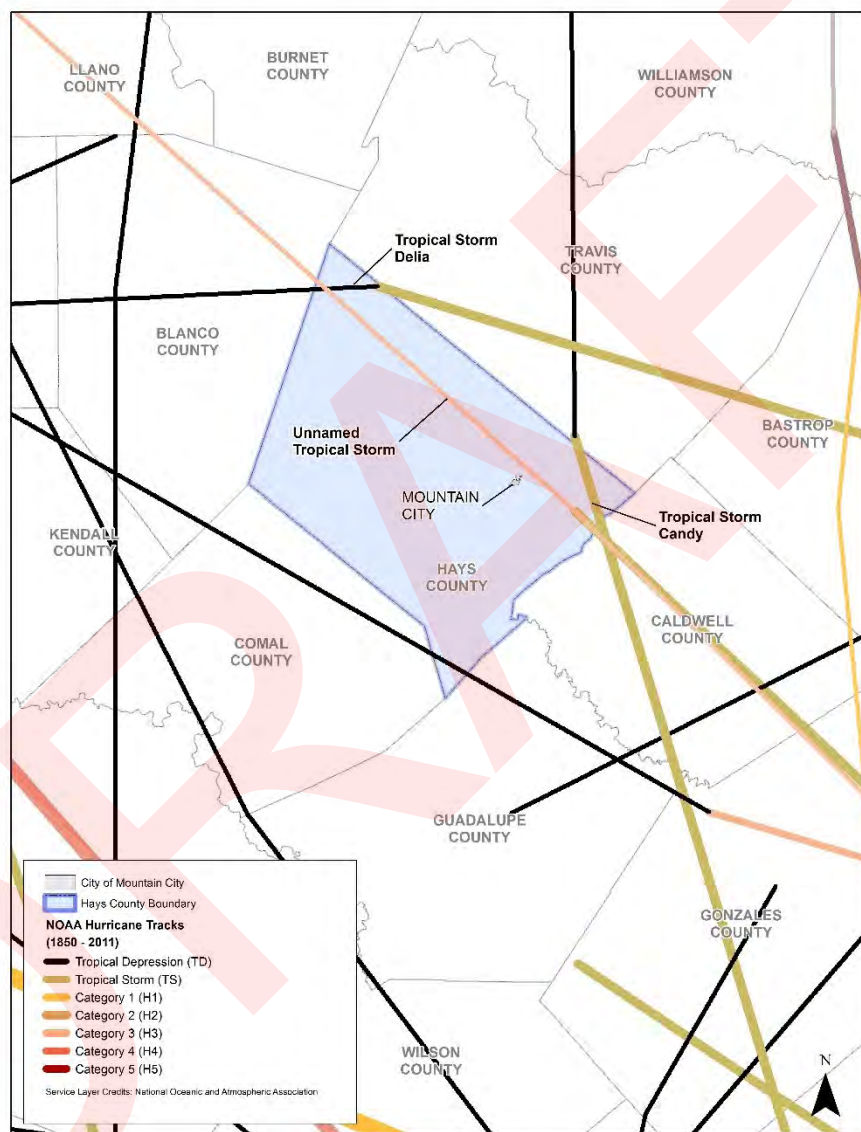 LLANO
COUNTY
BURNET
COUNTY
WILLIAMSON
COUNTY
Tropical Storm
Delia
TRAVIS
COUNTY
BLANCO
COUNTY
Unnamed
Tropical Storm
BASTROP
COUNTY
MOUNTAIN
CITY
Tropical Storm
Candy
KENDALL
COUNTY
HAYS
COUNTY
COMAL
COUNTY
CALDWELL
COUNTY
GUADALUPE
COUNTY
GONZALES
COUNTY
WILSON
COUNTY
City of Mountain City
Hays County Boundary
NOAA Hurricane Tracks
(1850 - 2011)
Tropical Depression (TD)
Tropical Storm (TS)
Category 1 (H1)
Category 2 (H2)
Category 3 (H3)
Category 4 (H4)
Category 5 (H5)
Service Layer Credits: National Oceanic and Atmospheric Association
N
DRAFT